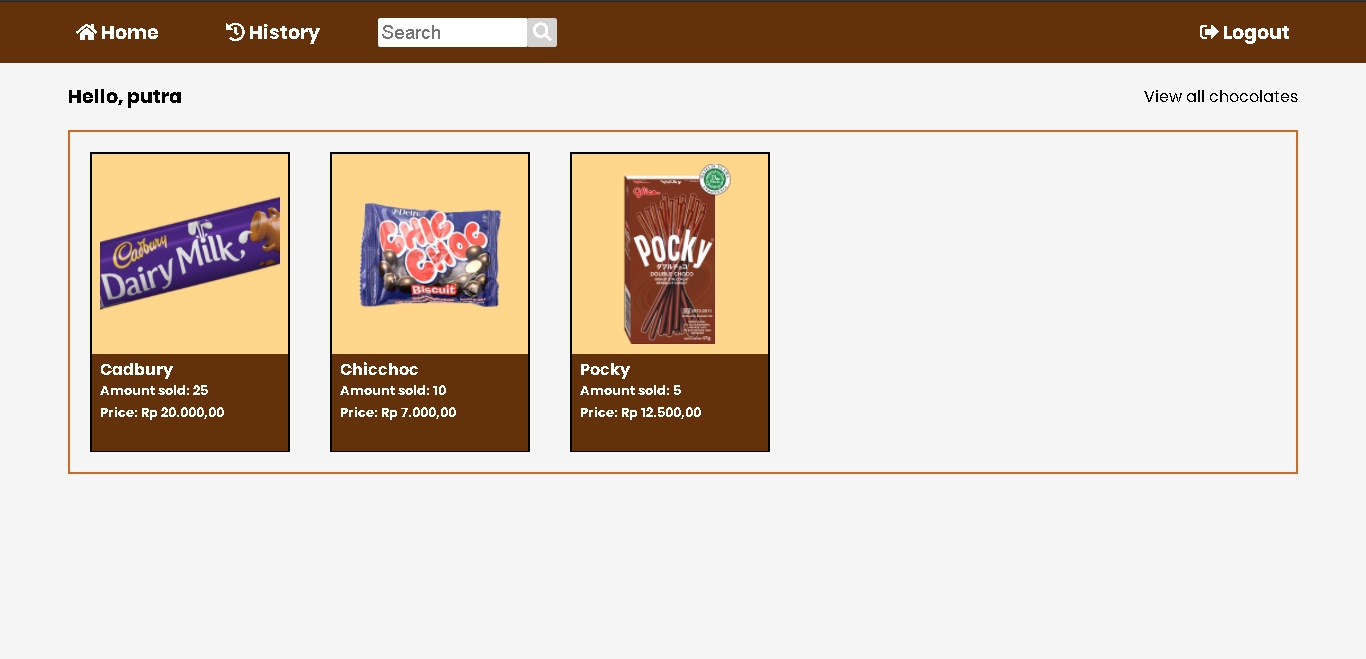 Home History Search Logout
Hello, putra
View all chocolates
Cadbury
Dairy Milk
Delfi
CHIC
CHOC
Biscuit
Glico
POCKY
DOUBLE CHOCO
Cadbury
Amount sold: 25
Price: Rp 20.000,00
Chicchoc
Amount sold: 10
Price: Rp 7.000,00
Pocky
Amount sold: 5
Price: Rp 12.500,00